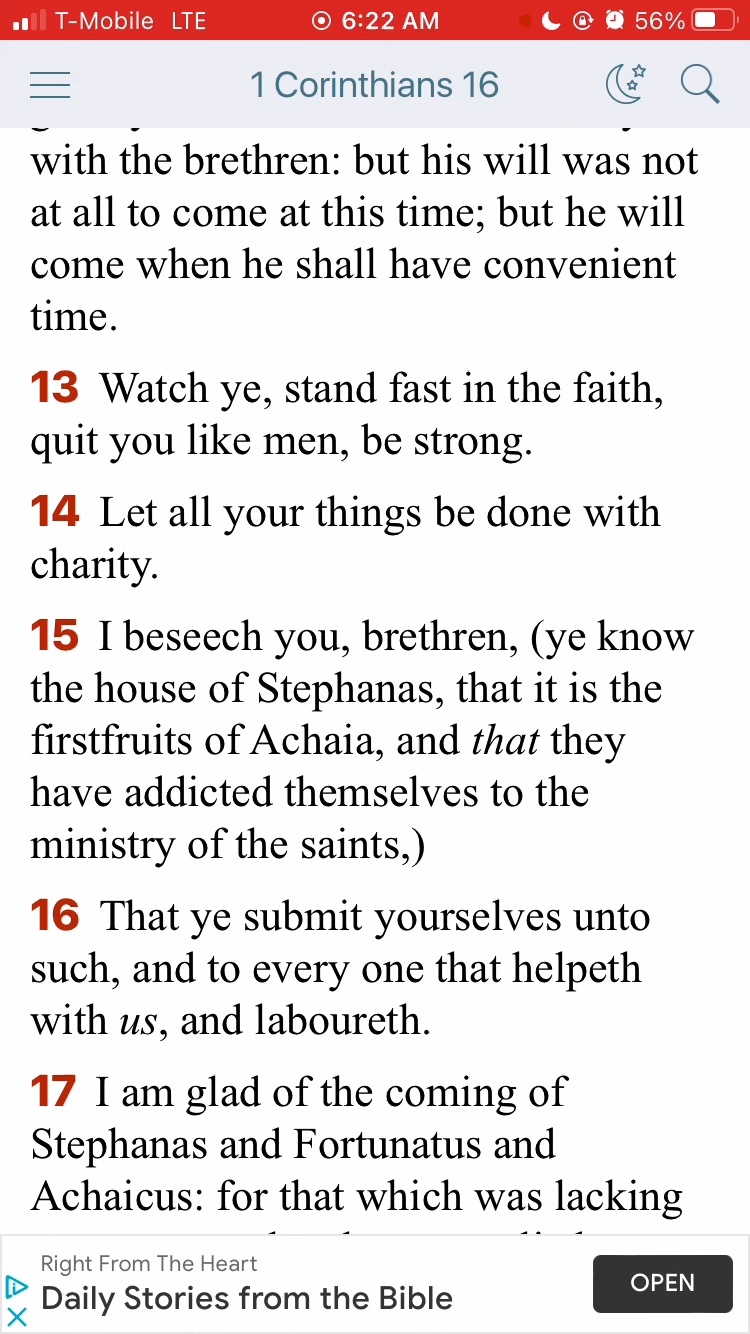 T-Mobile LTE 6:22 AM 56%
1 Corinthians 16
with the brethren: but his will was not
at all to come at this time; but he will
come when he shall have convenient
time.
13 Watch ye, stand fast in the faith,
quit you like men, be strong.
14 Let all your things be done with
charity.
15 I beseech you, brethren, (ye know
the house of Stephanas, that it is the
firstfruits of Achaia, and that they
have addicted themselves to the
ministry of the saints,)
16 That ye submit yourselves unto
such, and to every one that helpeth
with us, and laboureth.
17 I am glad of the coming of
Stephanas and Fortunatus and
Achaicus: for that which was lacking
Right From The Heart
Daily Stories from the Bible
OPEN